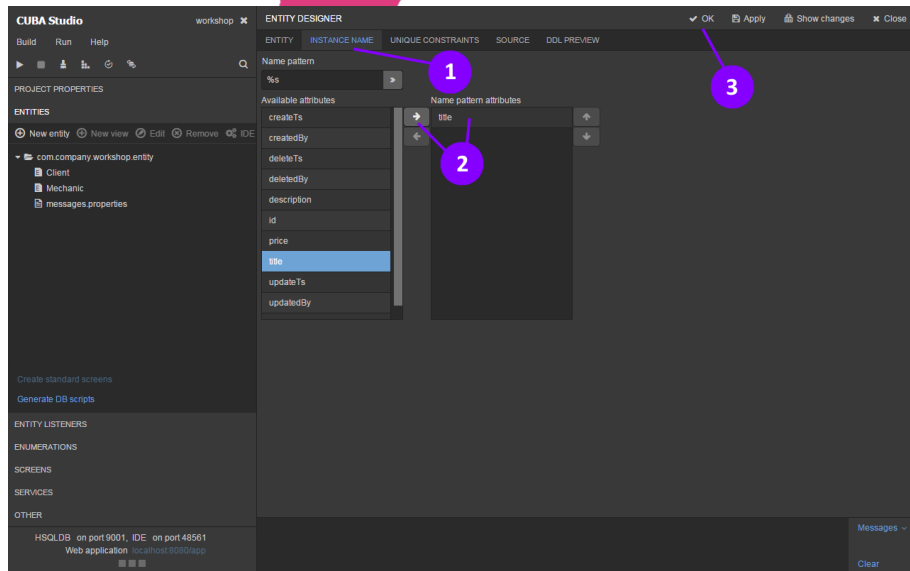 CUBA Studio
workshop
ENTITY DESIGNER
OK
Apply
Show changes
Close
Build Run Help
ENTITY INSTANCE NAME UNIQUE CONSTRAINTS SOURCE DDL PREVIEW
Name pattern
1
3
%s
PROJECT PROPERTIES
Available attributes
Name pattern attributes
ENTITIES
createTs
title
New entity New view Edit Remove IDE
createdBy
2
com.company.workshop.entity
deleteTs
Client
deletedBy
Mechanic
description
messages.properties
id
price
title
updateTs
updatedBy
Create standard screens
Generate DB scripts
ENTITY LISTENERS
ENUMERATIONS
SCREENS
SERVICES
OTHER
HSQLDB on port 9001, IDE on port 48561
Messages
Web application localhost:8080/app
Clear